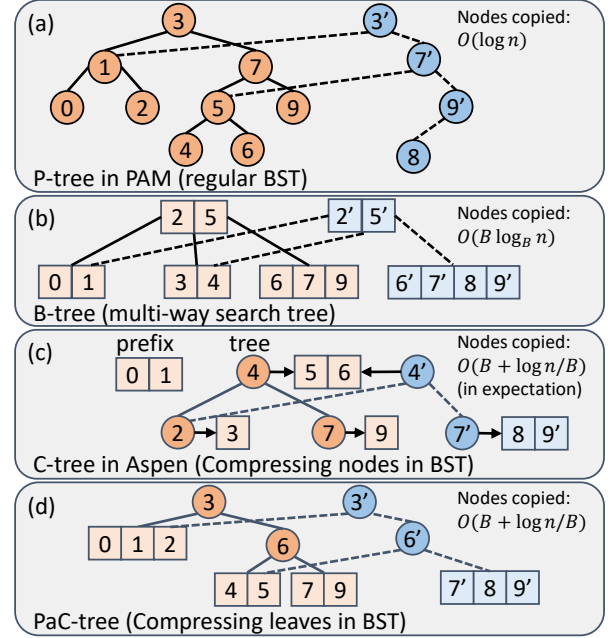 (a)
3
3’
Nodes copied:
O(log n)
1
7
7’
0
2
5
9
9’
4
6
8
P-tree in PAM (regular BST)
(b)
2 5
2’ 5’
Nodes copied:
O(B log_B n)
0 1
3 4
6 7 9
6’ 7’ 8 9’
B-tree (multi-way search tree)
(c)
prefix
tree
Nodes copied:
O(B + log n/B)
(in expectation)
0 1
4
5 6
4’
2
3
7
9
7’
8 9’
C-tree in Aspen (Compressing nodes in BST)
(d)
3
3’
Nodes copied:
O(B + log n/B)
0 1 2
6
6’
4 5
7 9
7’ 8 9’
PaC-tree (Compressing leaves in BST)